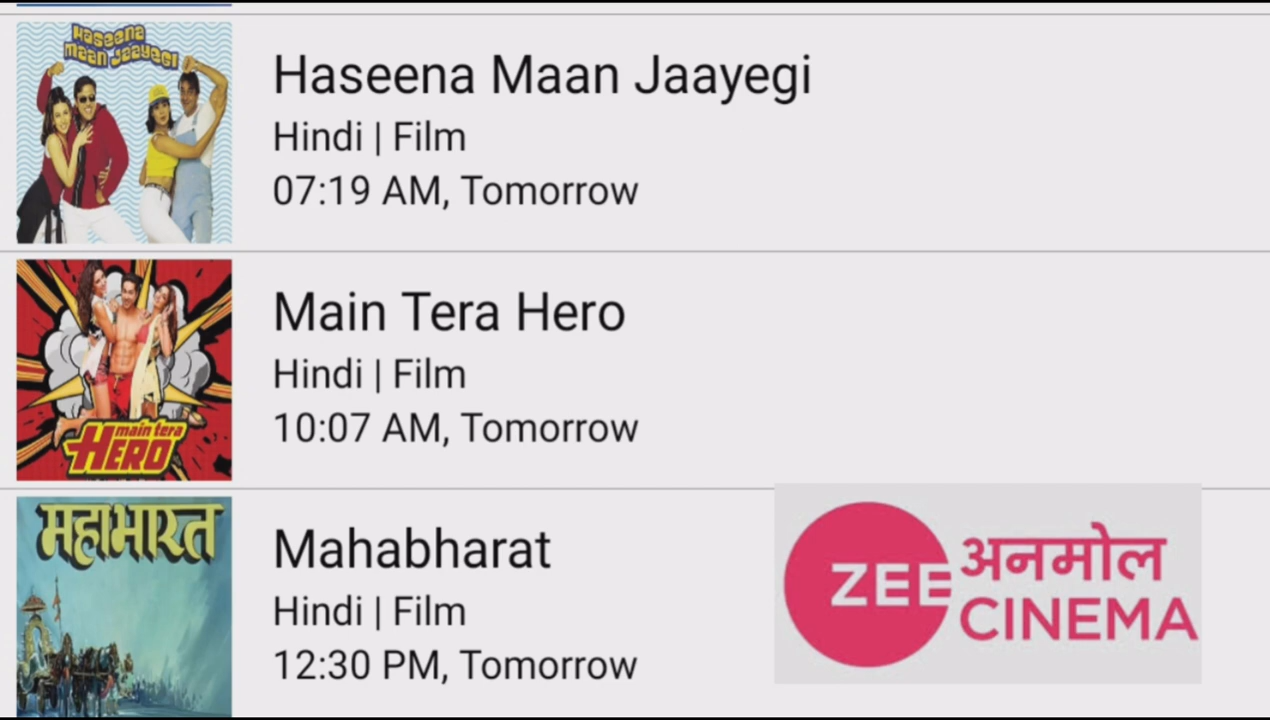 Haseena
Maan Jaayegi
Haseena Maan Jaayegi
Hindi | Film
07:19 AM, Tomorrow
main tera
HERO
Main Tera Hero
Hindi | Film
10:07 AM, Tomorrow
महाभारत
Mahabharat
Hindi | Film
12:30 PM, Tomorrow
ZEE
अनमोल
CINEMA